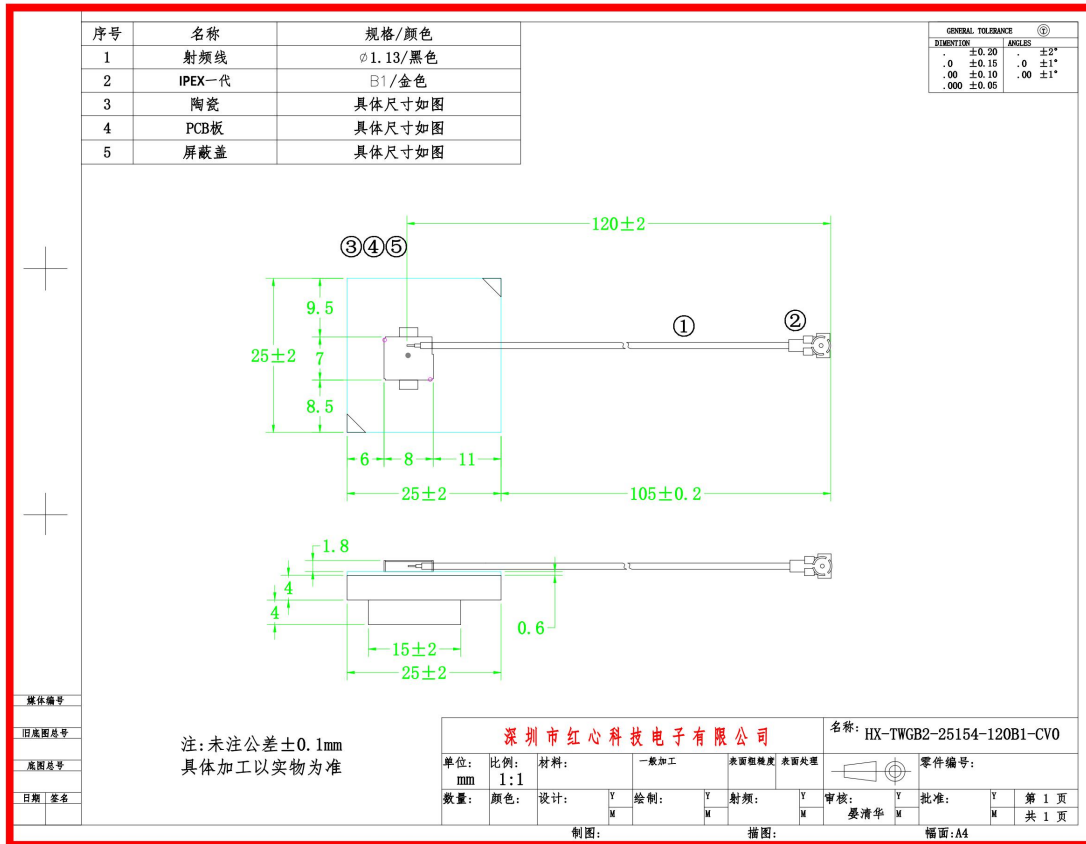 序号 名称 规格/颜色
1 射频线 ∅1.13/黑色
2 IPEX一代 B1/金色
3 陶瓷 具体尺寸如图
4 PCB板 具体尺寸如图
5 屏蔽盖 具体尺寸如图
GENERAL TOLERANCE Ⓣ
DIMENTION ANGLES
. ±0.20 . ±2°
.0 ±0.15 .0 ±1°
.00 ±0.10 .00 ±1°
.000 ±0.05
120±2
③④⑤
①
②
9.5
25±2
7
8.5
6
8
11
25±2
105±0.2
1.8
4
4
0.6
15±2
25±2
媒体编号
旧底图总号
底图总号
日期 签名
注:未注公差±0.1mm
具体加工以实物为准
深圳市红心科技电子有限公司
名称: HX-TWGB2-25154-120B1-CV0
单位: mm
比例: 1:1
材料:
一般加工
表面粗糙度
表面处理
零件编号:
数量:
颜色:
设计: Y M
绘制: Y M
射频: Y M
审核: 晏清华 Y M
批准: Y M
第 1 页
共 1 页
制图: 描图: 幅面:A4